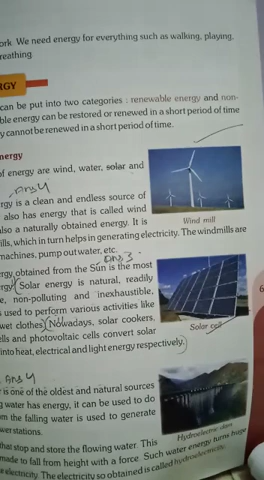 ork. We need energy for everything such as walking, playing,
reathing.
RGY
can be put into two categories : renewable energy and non-
ble energy can be restored or renewed in a short period of time
y cannot be renewed in a short period of time.
nergy
of energy are wind, water, solar and
Ans 4
rgy is a clean and endless source of
also has energy that is called wind
also a naturally obtained energy. It is
Wind mill
ills, which in turn helps in generating electricity. The windmills are
machines, pump out water, etc.
Ans 3.
rgy obtained from the Sun is the most
rgy. Solar energy is natural, readily
e, non-polluting and inexhaustible,
s used to perform various activities like
wet clothes. Nowadays, solar cookers,
Solar cell
ells and photovoltaic cells convert solar
into heat, electrical and light energy respectively.
6
Ans 4
r is one of the oldest and natural sources
g water has energy, it can be used to do
om the falling water is used to generate
werstations.
Hydroelectric dam
that stop and store the flowing water. This
made to fall from height with a force. Such water energy turns huge
e electricity. The electricity so obtained is called hydroelectricity.